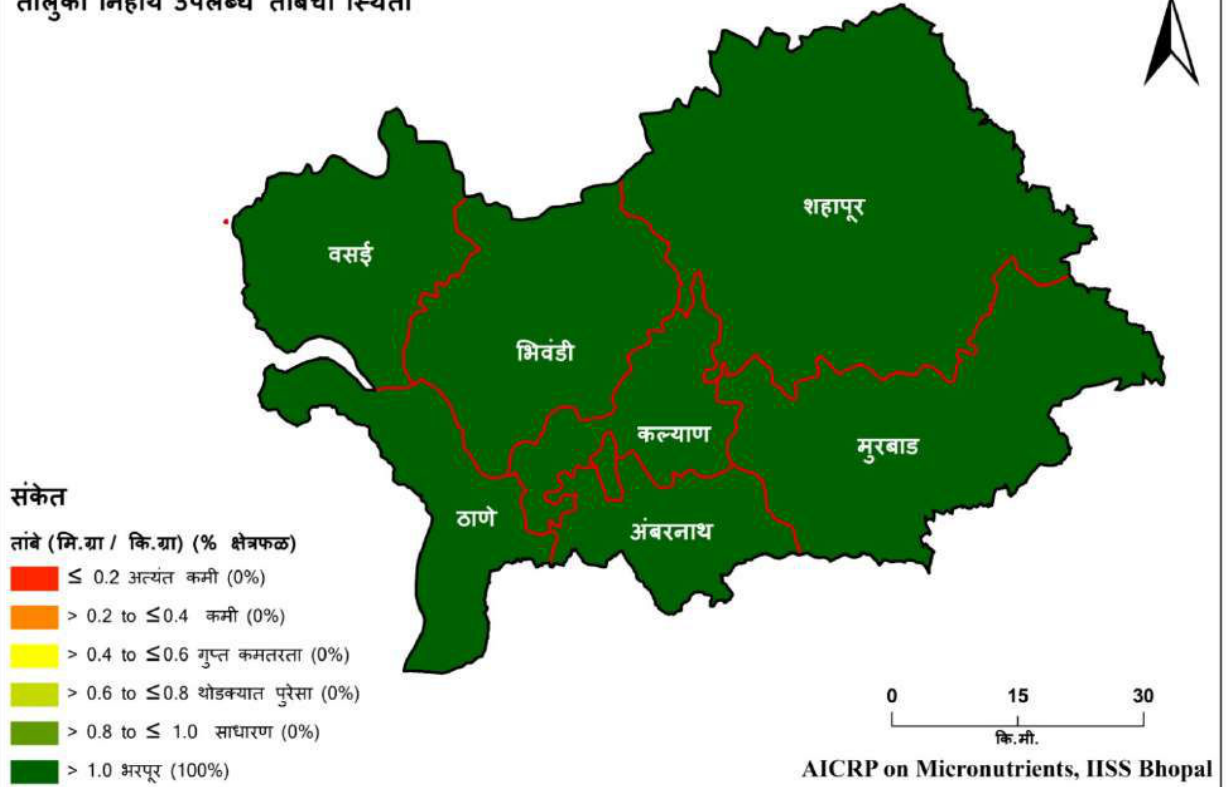 तालुका निहाय उपलब्ध तांबेची स्थिती
शहापूर
वसई
भिवंडी
कल्याण
मुरबाड
ठाणे
अंबरनाथ
संकेत
तांबे (मि.ग्रा / कि.ग्रा) (% क्षेत्रफळ)
≤ 0.2 अत्यंत कमी (0%)
> 0.2 to ≤0.4 कमी (0%)
> 0.4 to ≤0.6 गुप्त कमतरता (0%)
> 0.6 to ≤0.8 थोडक्यात पुरेसा (0%)
> 0.8 to ≤ 1.0 साधारण (0%)
> 1.0 भरपूर (100%)
0 15 30
कि.मी.
AICRP on Micronutrients, IISS Bhopal